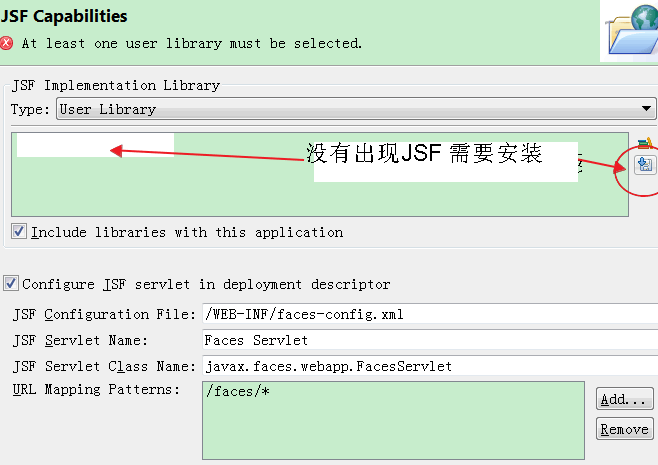 JSF Capabilities
At least one user library must be selected.
JSF Implementation Library
Type: User Library
没有出现JSF 需要安装
Include libraries with this application
Configure JSF servlet in deployment descriptor
JSF Configuration File: /WEB-INF/faces-config.xml
JSF Servlet Name: Faces Servlet
JSF Servlet Class Name: javax.faces.webapp.FacesServlet
URL Mapping Patterns: /faces/*
Add...
Remove